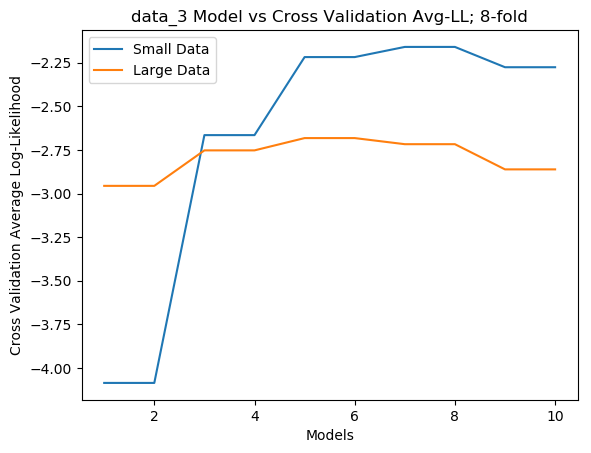 data_3 Model vs Cross Validation Avg-LL; 8-fold
Small Data
Large Data
Cross Validation Average Log-Likelihood
−2.25
−2.50
−2.75
−3.00
−3.25
−3.50
−3.75
−4.00
2 4 6 8 10
Models